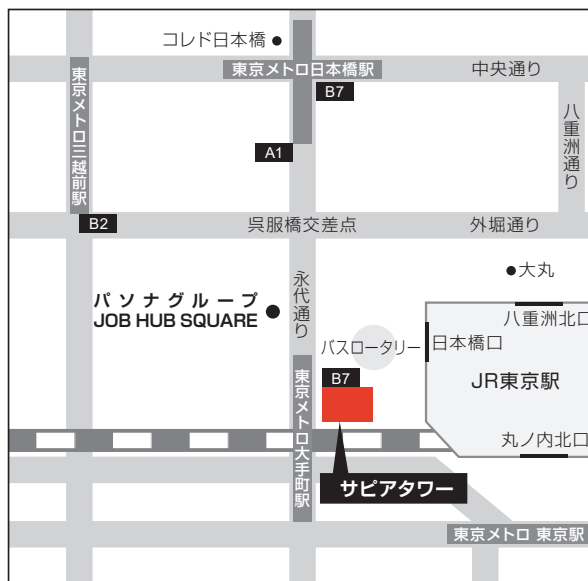 コレド日本橋
東京メトロ日本橋駅
中央通り
東京メトロ三越前駅
B7
八重洲通り
A1
B2
呉服橋交差点
外堀通り
大丸
永代通り
パソナグループ
JOB HUB SQUARE
八重洲北口
バスロータリー
日本橋口
B7
JR東京駅
東京メトロ大手町駅
丸ノ内北口
サピアタワー
東京メトロ 東京駅